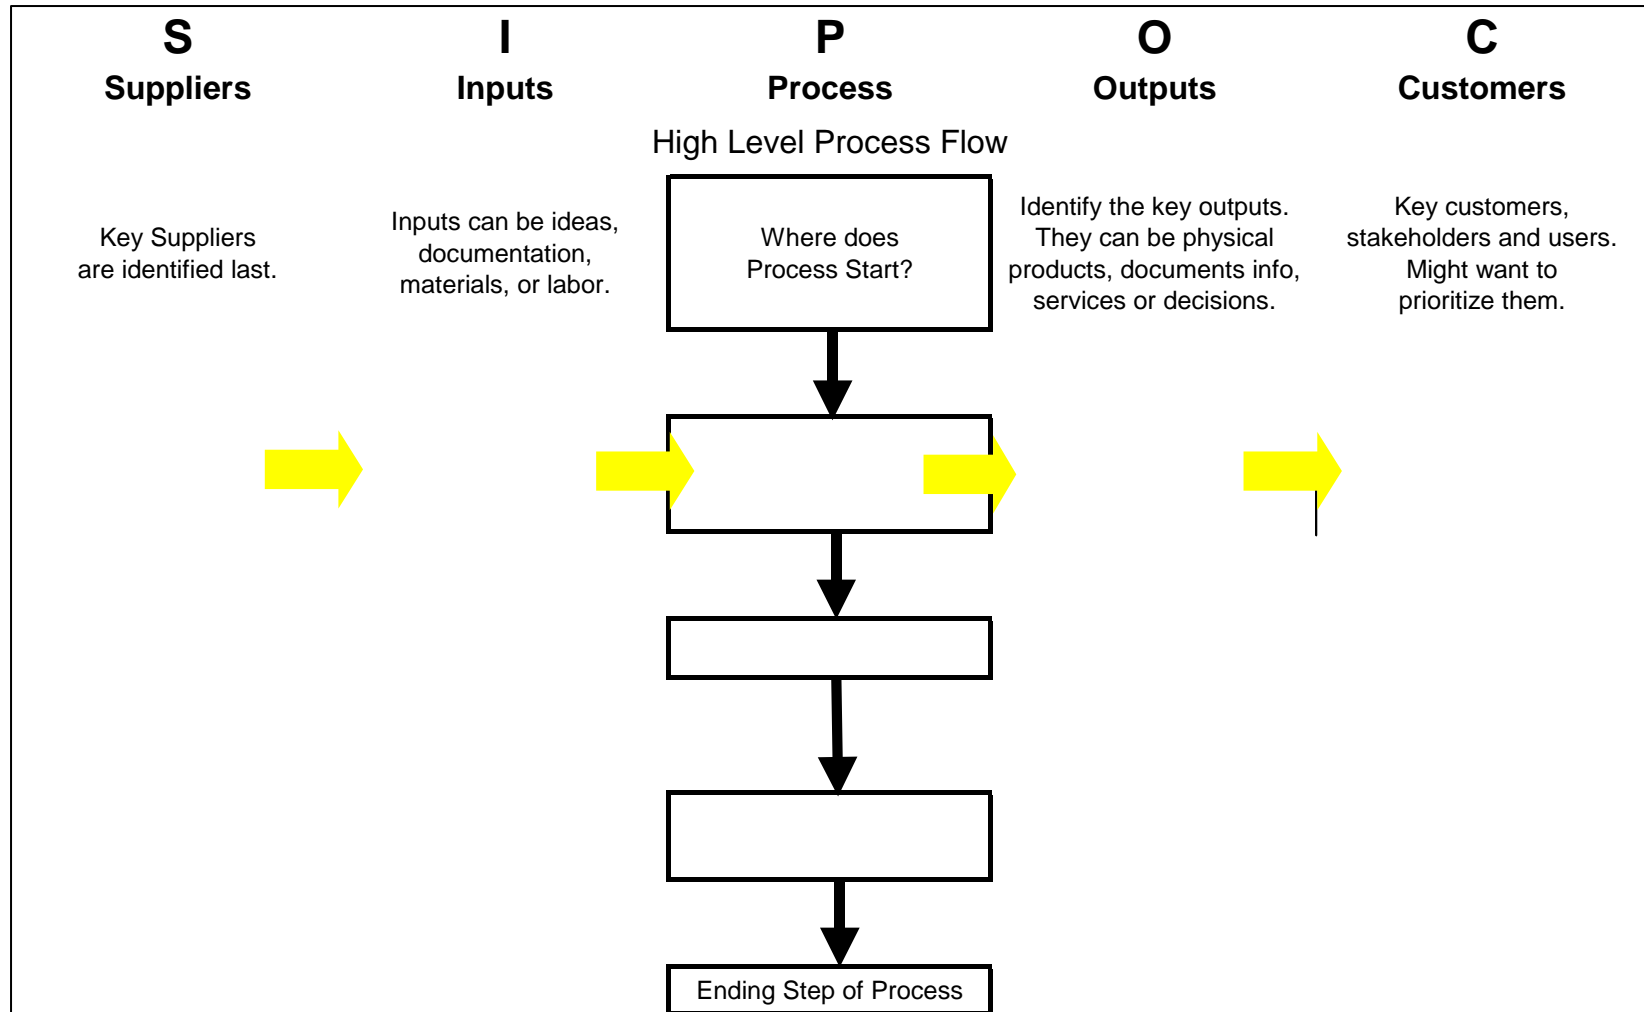 S
I
P
O
C
Suppliers
Inputs
Process
Outputs
Customers
High Level Process Flow
Key Suppliers
are identified last.
Inputs can be ideas,
documentation,
materials, or labor.
Where does
Process Start?
Identify the key outputs.
They can be physical
products, documents info,
services or decisions.
Key customers,
stakeholders and users.
Might want to
prioritize them.
Ending Step of Process